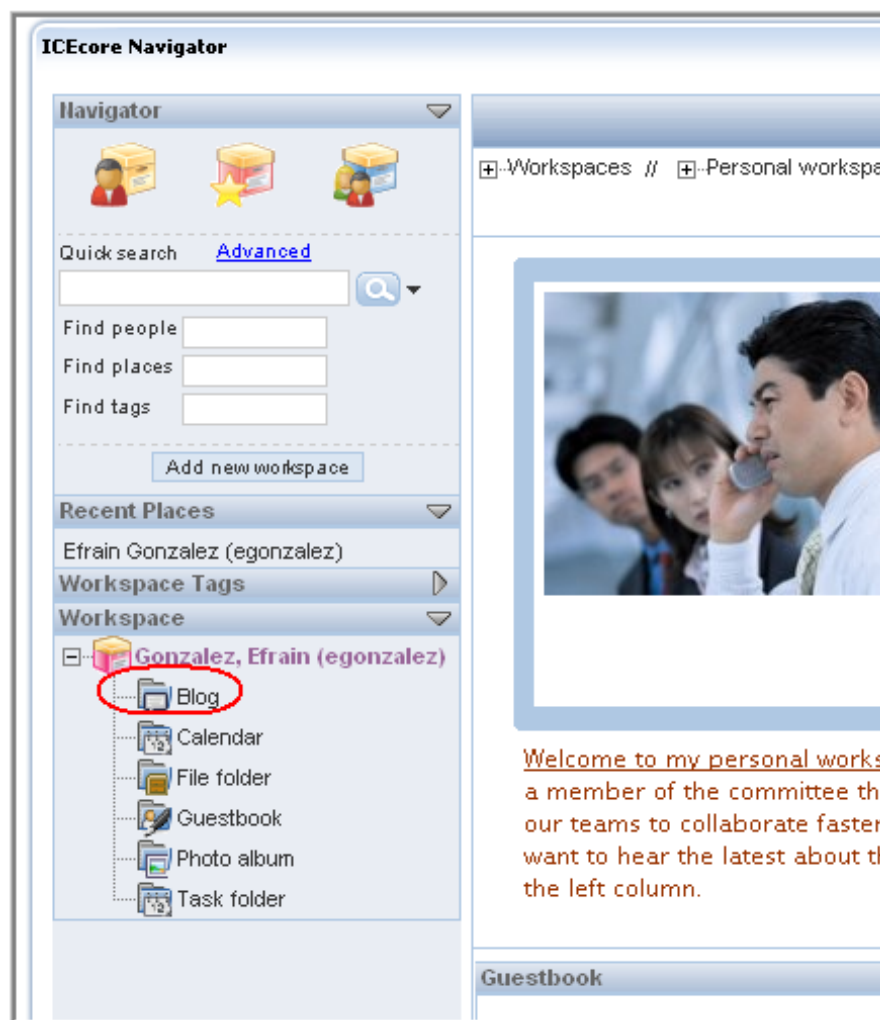 ICEcore Navigator
Navigator
Quick search Advanced
Find people
Find places
Find tags
Add new workspace
Recent Places
Efrain Gonzalez (egonzalez)
Workspace Tags
Workspace
Gonzalez, Efrain (egonzalez)
Blog
Calendar
File folder
Guestbook
Photo album
Task folder
Workspaces // Personal workspa
Welcome to my personal works
a member of the committee th
our teams to collaborate faster
want to hear the latest about th
the left column.
Guestbook